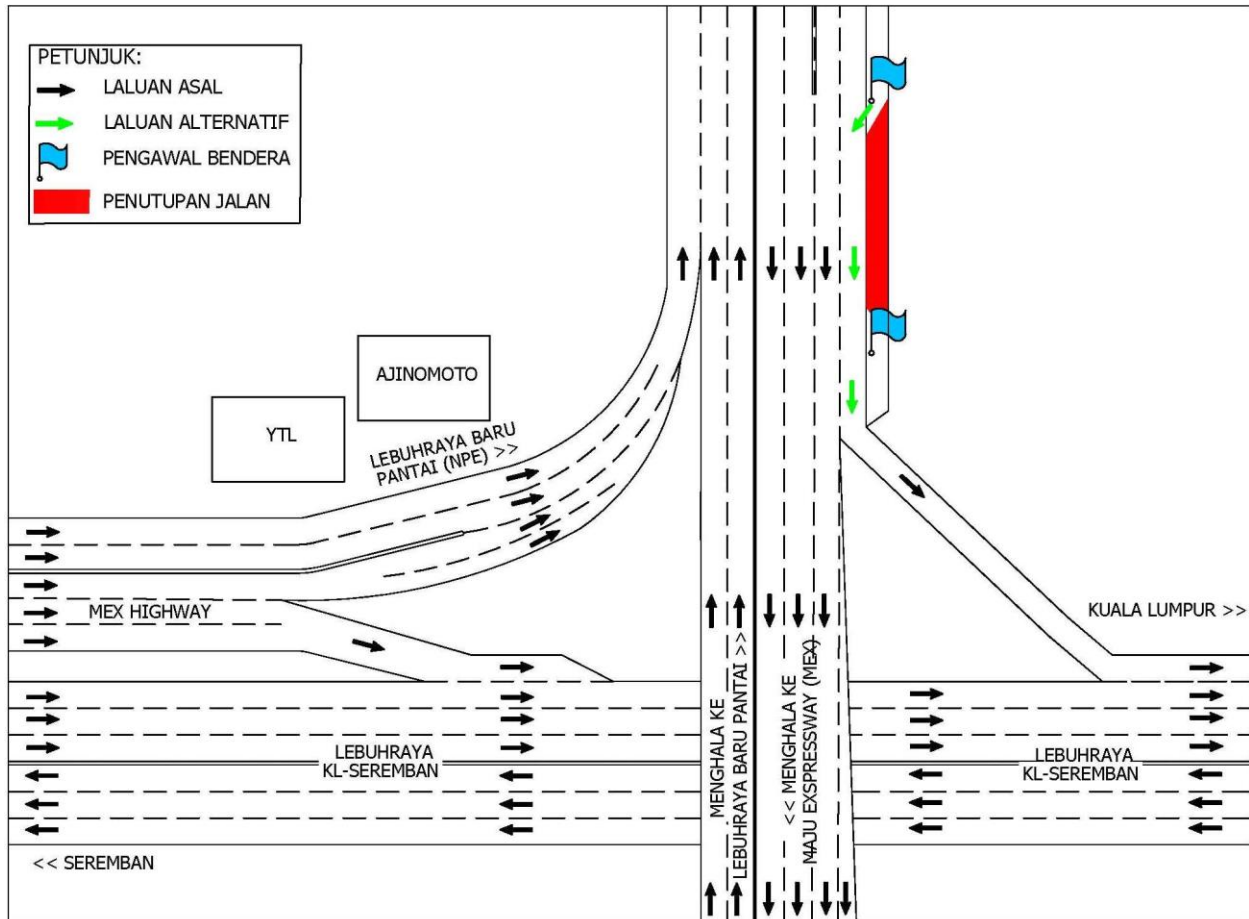 PETUNJUK:
LALUAN ASAL
LALUAN ALTERNATIF
PENGAWAL BENDERA
PENUTUPAN JALAN
AJINOMOTO
YTL
LEBUHRAYA BARU
PANTAI (NPE) >>
MEX HIGHWAY
KUALA LUMPUR >>
MENGHALA KE
LEBUHRAYA BARU PANTAI >>
<< MENGHALA KE
MAJU EXSPRESSWAY (MEX)
LEBUHRAYA
KL-SEREMBAN
LEBUHRAYA
KL-SEREMBAN
<< SEREMBAN